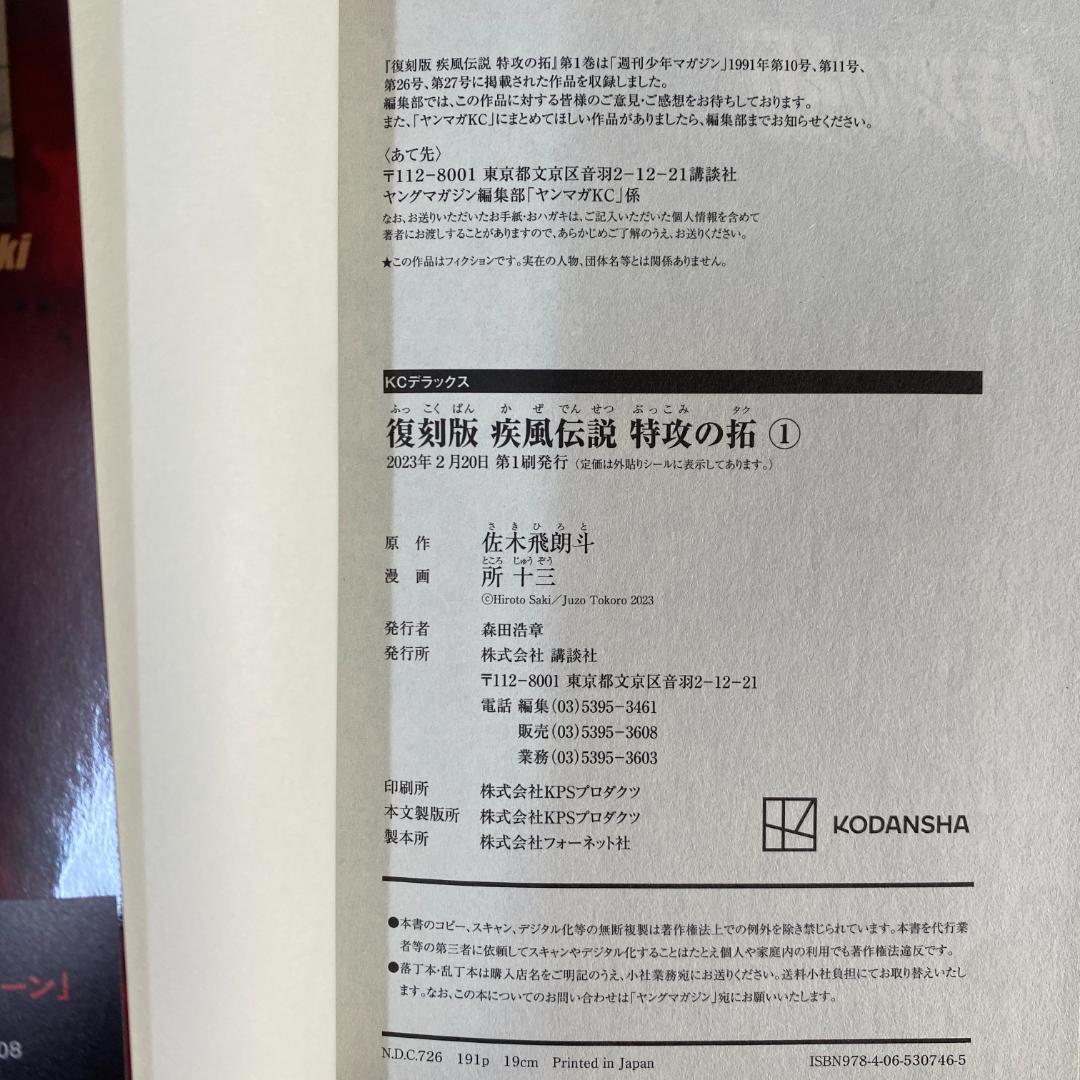 『復刻版 疾風伝説 特攻の拓』第1巻は「週刊少年マガジン」1991年第10号、第11号、
第26号、第27号に掲載された作品を収録しました。
編集部では、この作品に対する皆様のご意見・ご感想をお待ちしております。
また、「ヤンマガKC」にまとめてほしい作品がありましたら、編集部までお知らせください。
〈あて先〉
〒112-8001 東京都文京区音羽2-12-21講談社
ヤングマガジン編集部「ヤンマガKC」係
なお、お送りいただいたお手紙・おハガキは、ご記入いただいた個人情報を含めて
著者にお渡しすることがありますので、あらかじめご了解のうえ、お送りください。
★この作品はフィクションです。実在の人物、団体名等とは関係ありません。
KCデラックス
ふっ こく ばん か ぜ でん せつ ぶっこみ タク
復刻版 疾風伝説 特攻の拓 ①
2023年2月20日 第1刷発行（定価は外貼りシールに表示してあります。）
さ き ひ ろ と
原作 佐木飛朗斗
ところ じゅう ぞう
漫画 所 十三
©Hiroto Saki／Juzo Tokoro 2023
発行者 森田浩章
発行所 株式会社 講談社
〒112-8001 東京都文京区音羽2-12-21
電話 編集(03)5395-3461
販売(03)5395-3608
業務(03)5395-3603
印刷所 株式会社KPSプロダクツ
本文製版所 株式会社KPSプロダクツ
製本所 株式会社フォーネット社
KODANSHA
●本書のコピー、スキャン、デジタル化等の無断複製は著作権法上での例外を除き禁じられています。本書を代行業
者等の第三者に依頼してスキャンやデジタル化することはたとえ個人や家庭内の利用でも著作権法違反です。
●落丁本・乱丁本は購入店名をご明記のうえ、小社業務宛にお送りください。送料小社負担にてお取り替えいたし
ます。なお、この本についてのお問い合わせは「ヤングマガジン」宛にお願いいたします。
N.D.C.726 191p 19cm Printed in Japan
ISBN978-4-06-530746-5
ki
ーン」
08